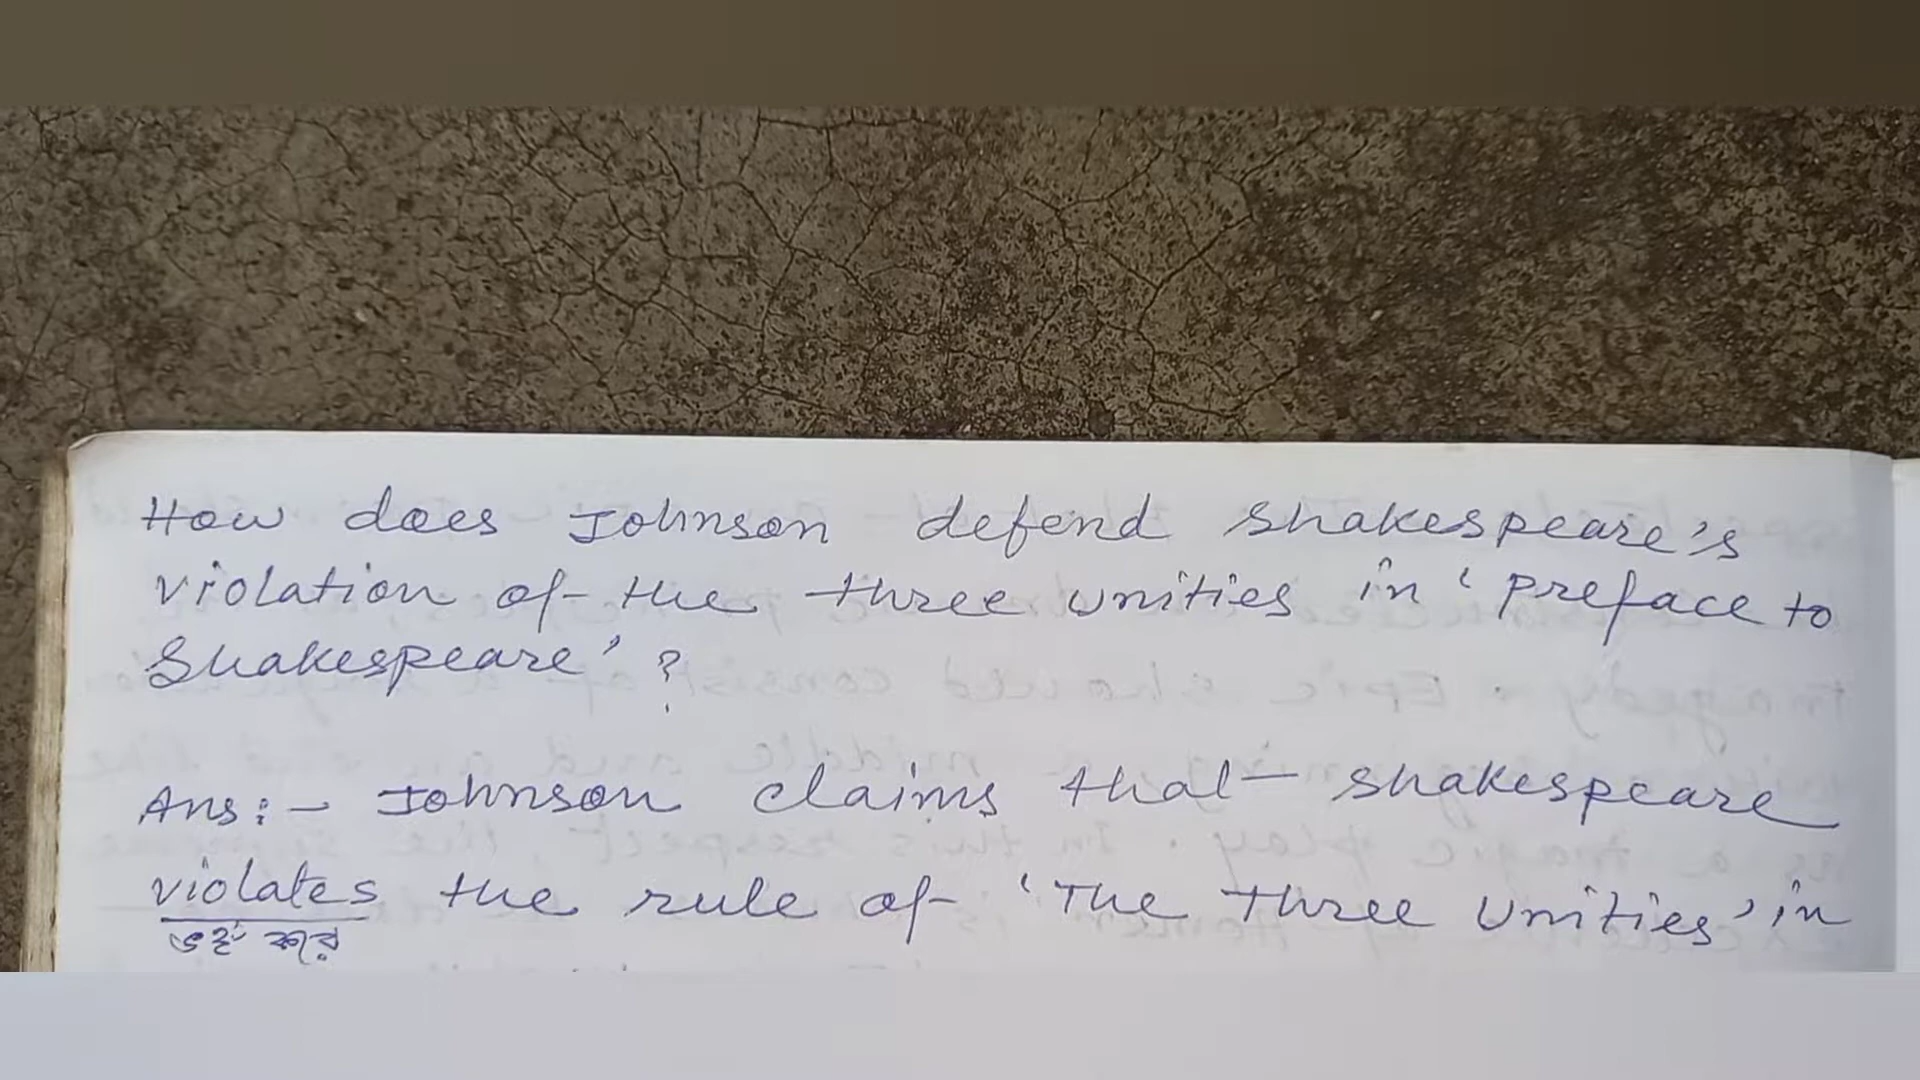 How does Johnson defend Shakespeare's
violation of the three unities in 'Preface to
Shakespeare' ?
Ans:- Johnson claims that Shakespeare
violates the rule of 'The Three Unities' in
ভঙ্গ করে